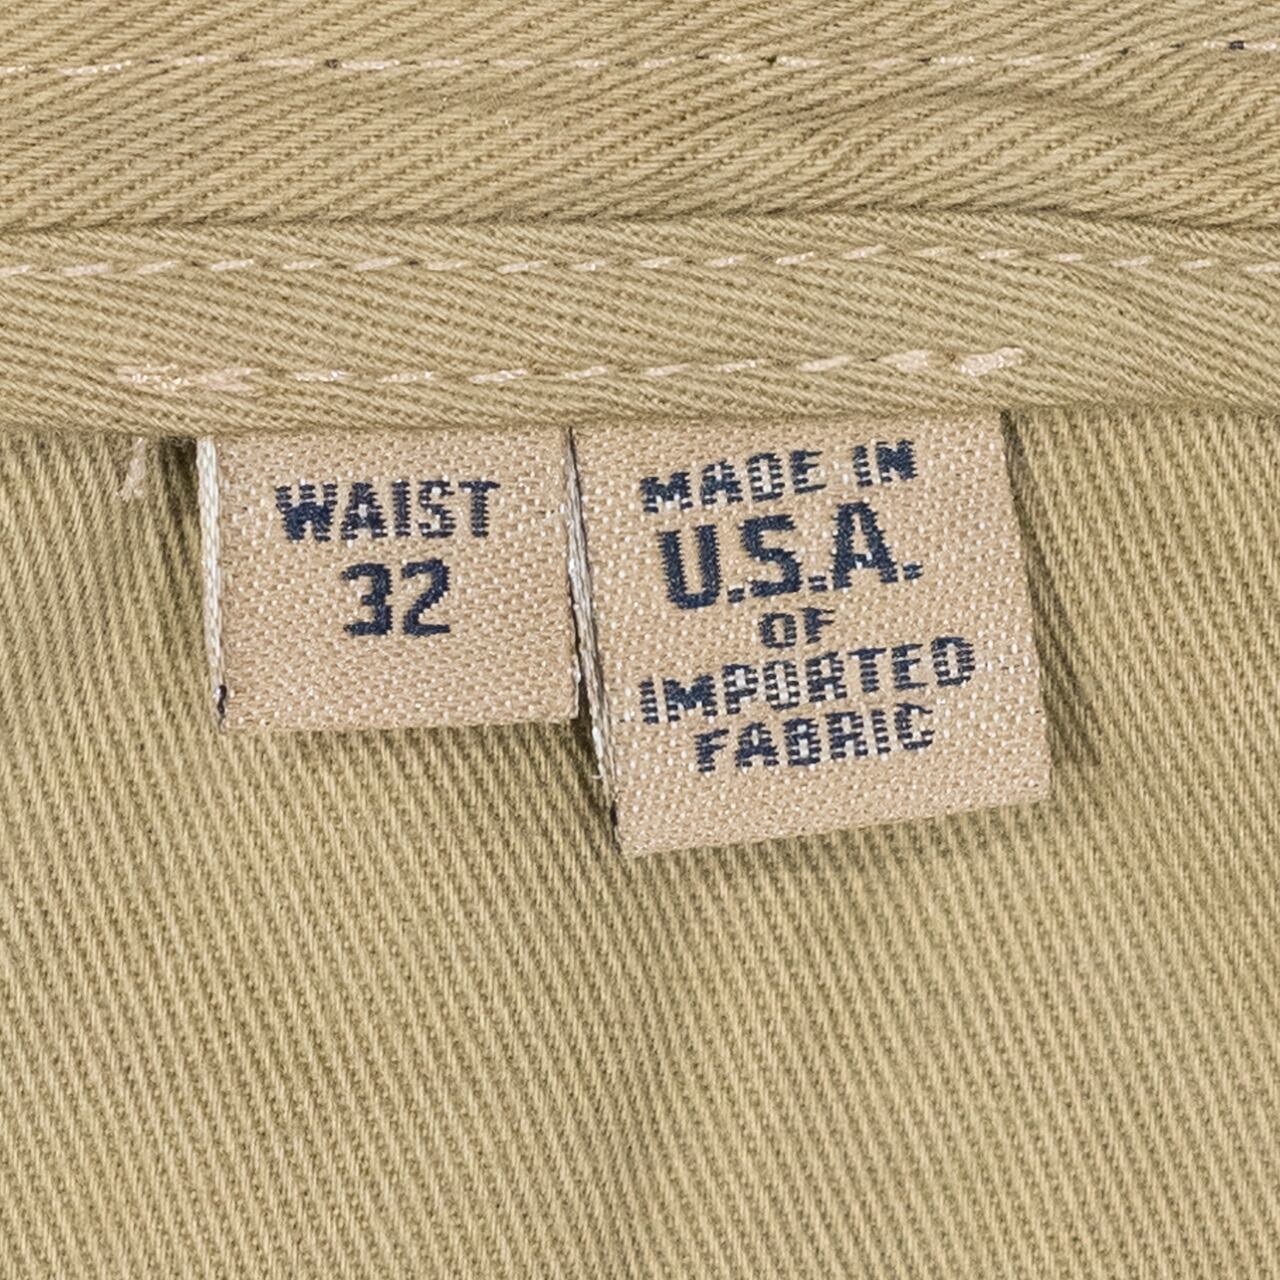 WAIST
32
MADE IN
U.S.A.
OF
IMPORTED
FABRIC